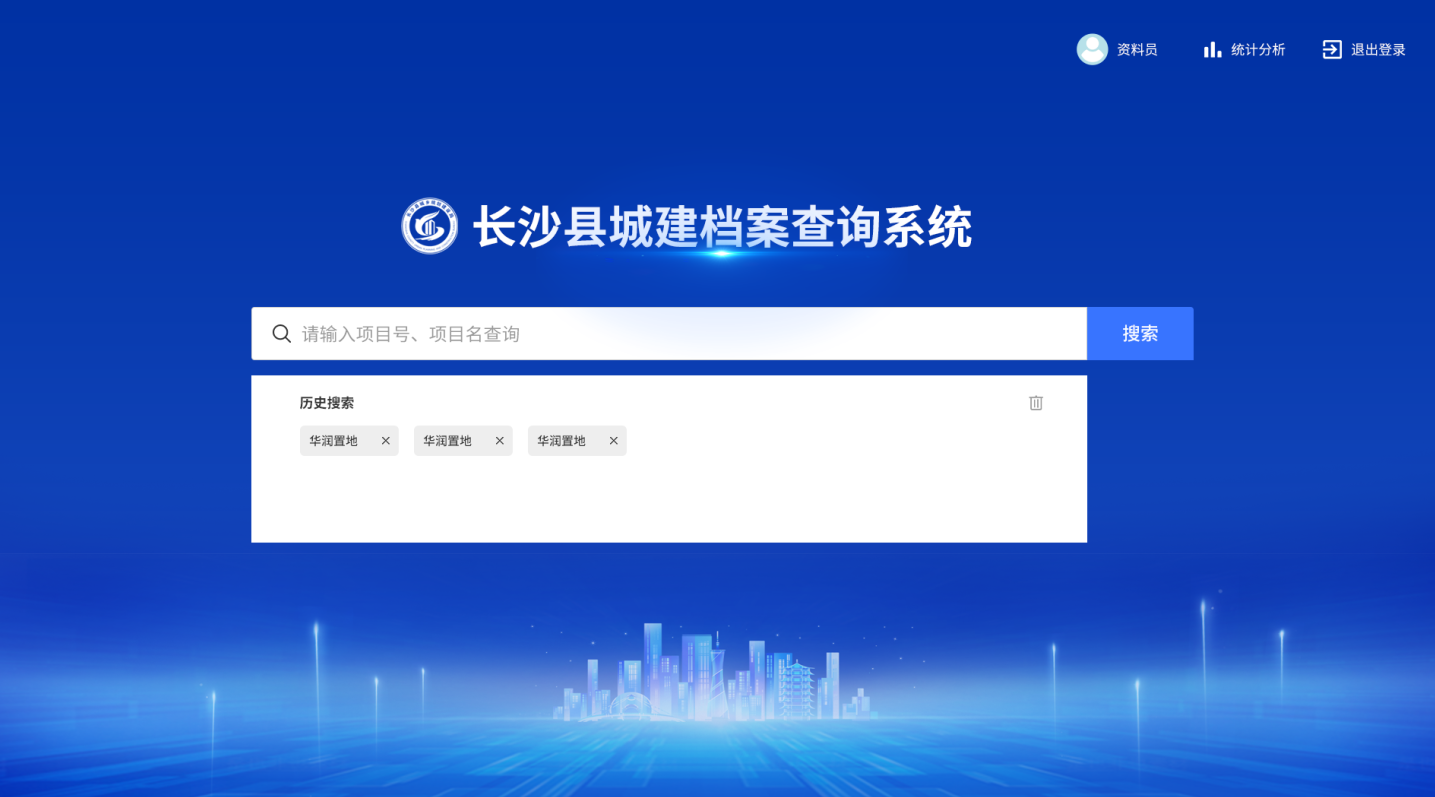 资料员 统计分析 退出登录
长沙县城建档案查询系统
请输入项目号、项目名查询 搜索
历史搜索
华润置地 华润置地 华润置地